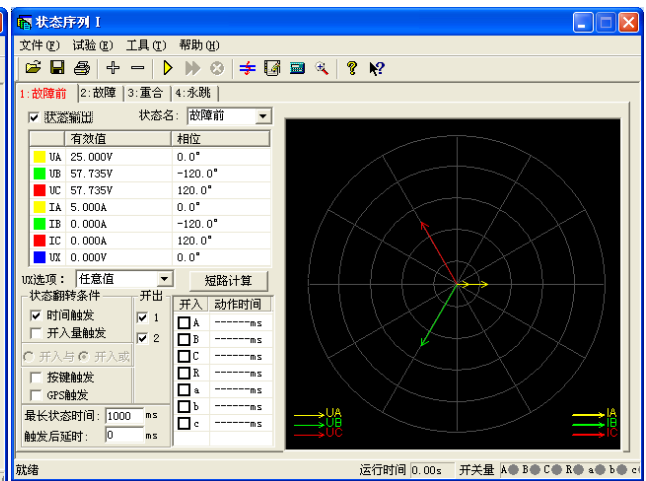 状态序列 I
文件(F) 试验(E) 工具(T) 帮助(H)
1:故障前 2:故障 3:重合 4:永跳
状态输出 状态名: 故障前
有效值 相位
UA 25.000V 0.0°
UB 57.735V -120.0°
UC 57.735V 120.0°
IA 5.000A 0.0°
IB 0.000A -120.0°
IC 0.000A 120.0°
UX 0.000V 0.0°
UX选项: 任意值 短路计算
状态翻转条件 开出 开入 动作时间
时间触发 1 A ------ms
开入量触发 2 B ------ms
开入与 开入或 C ------ms
按键触发 R ------ms
GPS触发 a ------ms
最长状态时间: 1000 ms b ------ms
触发后延时: 0 ms c ------ms
UA IA
UB IB
UC IC
就绪 运行时间 0.00s 开关量 A B C R a b c